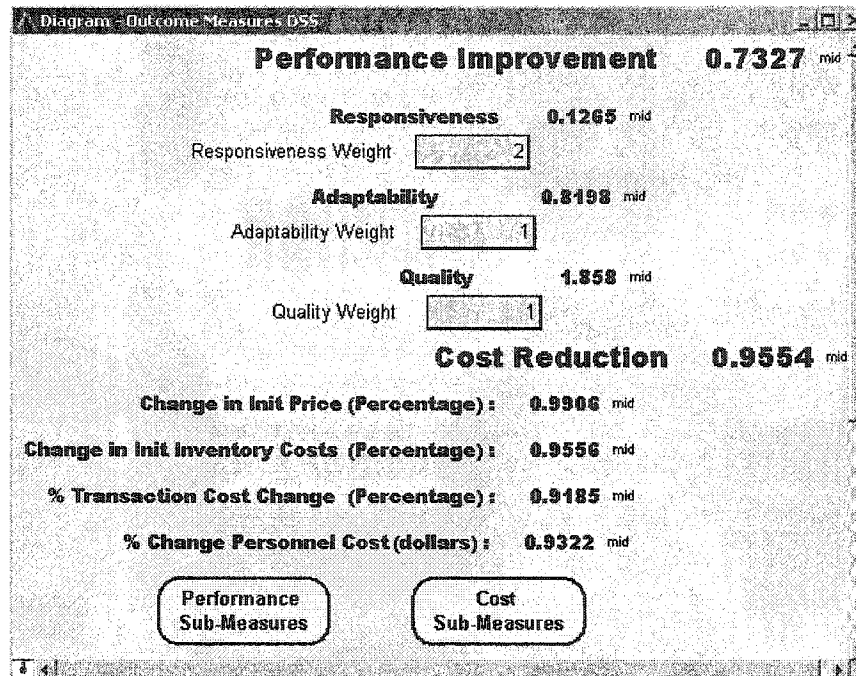 Diagram - Outcome Measures DSS
Performance Improvement 0.7327 mid
Responsiveness 0.1265 mid
Responsiveness Weight 2
Adaptability 0.8198 mid
Adaptability Weight 1
Quality 1.858 mid
Quality Weight 1
Cost Reduction 0.9554 mid
Change in Init Price (Percentage) : 0.9906 mid
Change in Init Inventory Costs (Percentage) : 0.9556 mid
% Transaction Cost Change (Percentage) : 0.9185 mid
% Change Personnel Cost (dollars) : 0.9322 mid
Performance
Sub-Measures
Cost
Sub-Measures